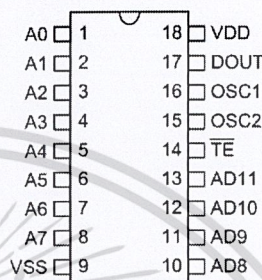 A0 1 18 VDD
A1 2 17 DOUT
A2 3 16 OSC1
A3 4 15 OSC2
A4 5 14 T̅E̅
A5 6 13 AD11
A6 7 12 AD10
A7 8 11 AD9
VSS 9 10 AD8